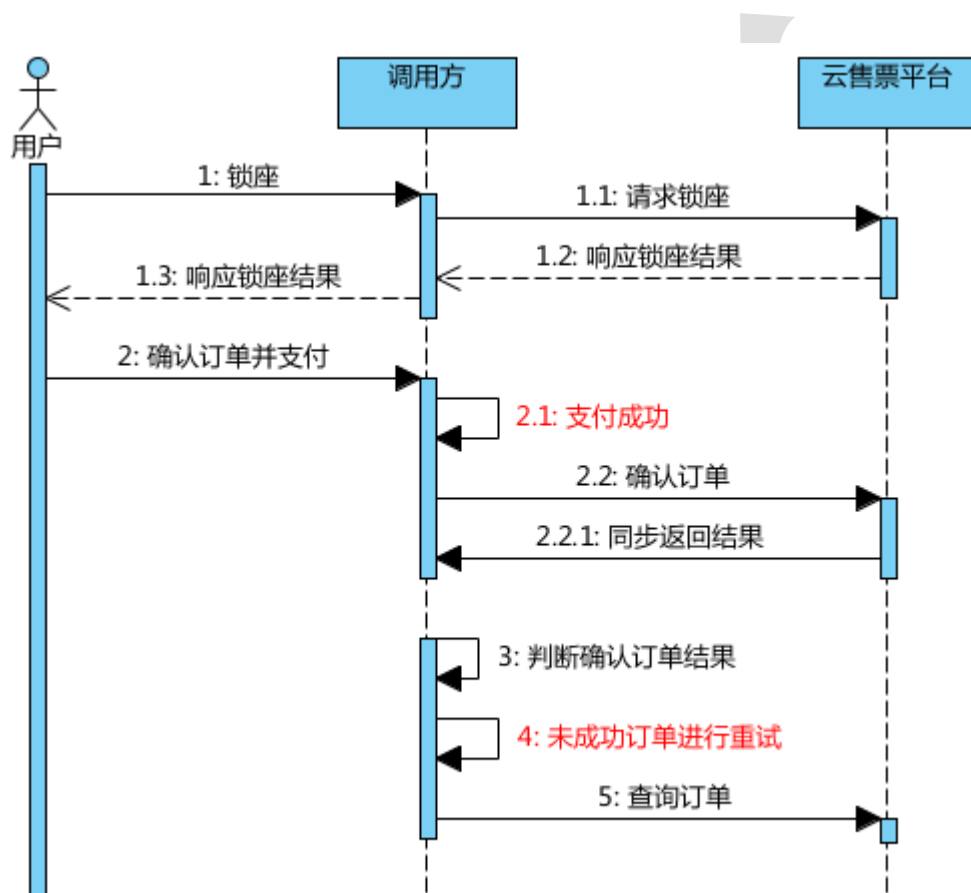 调用方
云售票平台
用户
1: 锁座
1.1: 请求锁座
1.2: 响应锁座结果
1.3: 响应锁座结果
2: 确认订单并支付
2.1: 支付成功
2.2: 确认订单
2.2.1: 同步返回结果
3: 判断确认订单结果
4: 未成功订单进行重试
5: 查询订单